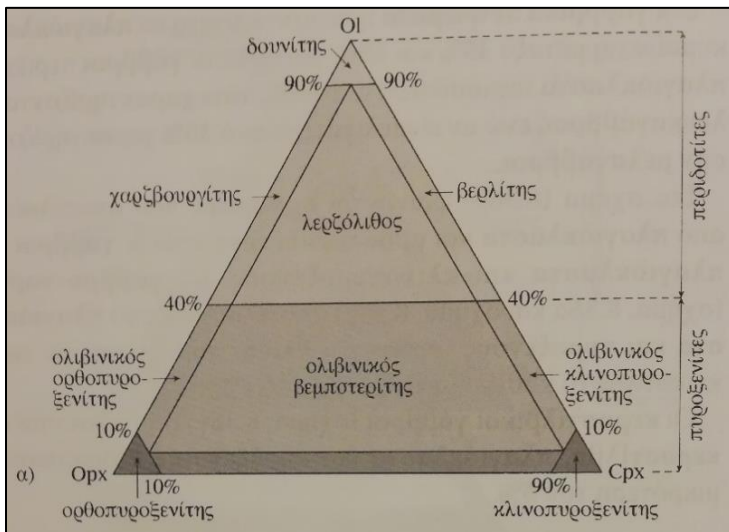 Ol
δουνίτης
90%
90%
χαρζβουργίτης
βερλίτης
λερζόλιθος
περιδοτίτες
40%
40%
ολιβινικός
ορθοπυρο-
ξενίτης
ολιβινικός
βεμπστερίτης
ολιβινικός
κλινοπυρο-
ξενίτης
πυροξενίτες
10%
10%
α)
Opx
Cpx
10%
90%
ορθοπυροξενίτης
κλινοπυροξενίτης